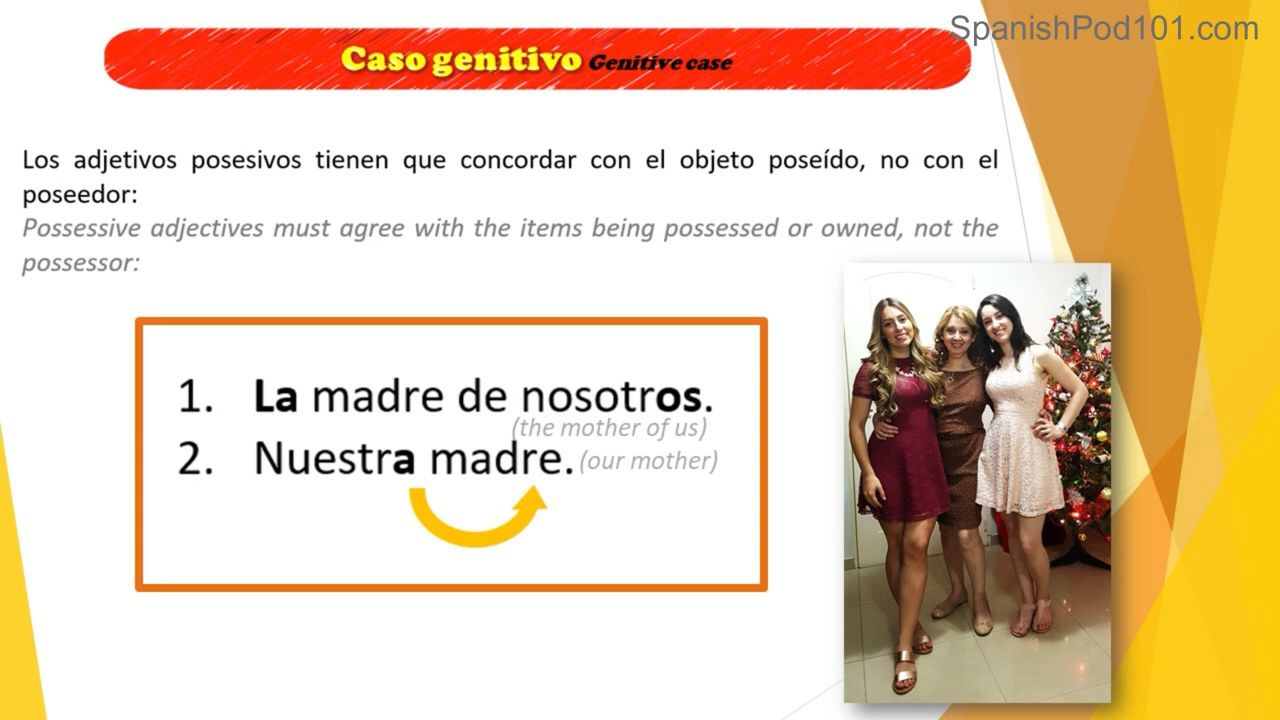 SpanishPod101.com
Caso genitivo Genitive case
Los adjetivos posesivos tienen que concordar con el objeto poseído, no con el
poseedor:
Possessive adjectives must agree with the items being possessed or owned, not the
possessor:
1. La madre de nosotros.
(the mother of us)
2. Nuestra madre. (our mother)